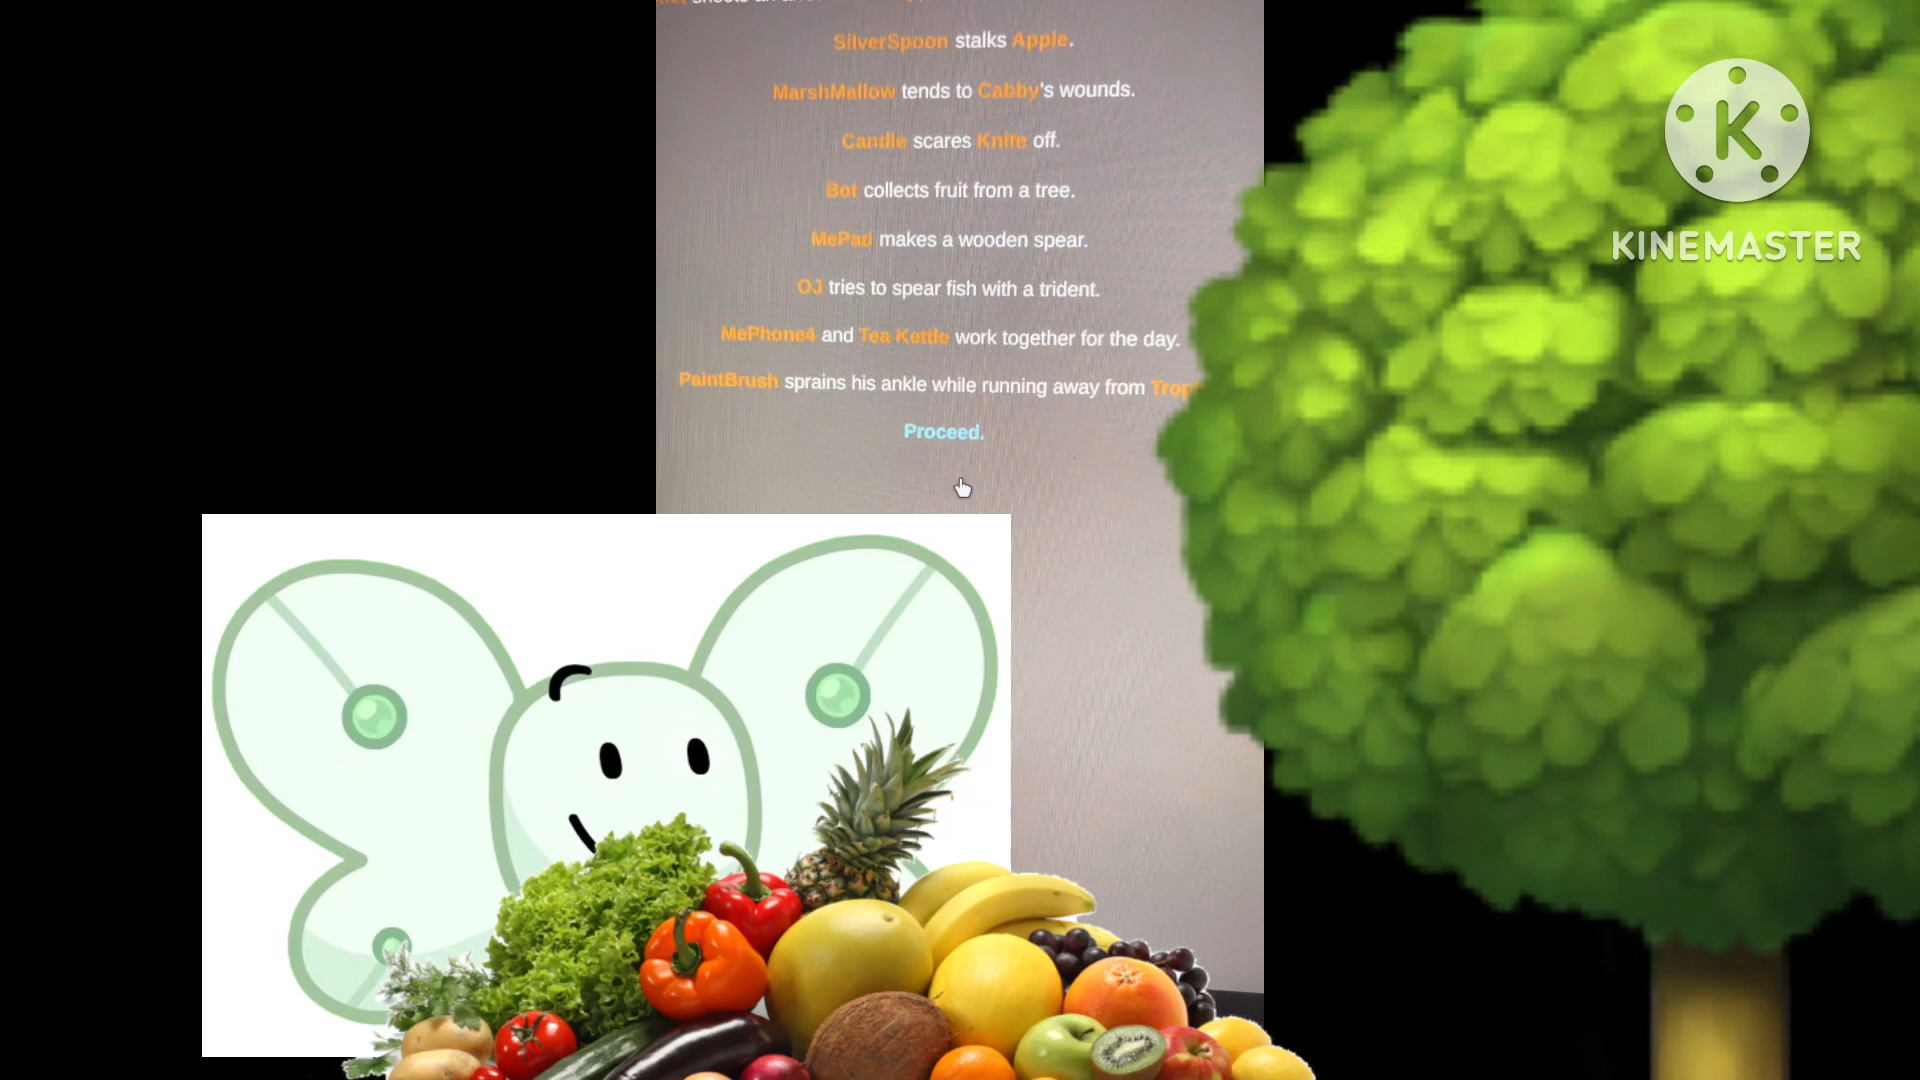 SilverSpoon stalks Apple.
MarshMallow tends to Cabby's wounds.
Candle scares Knife off.
Bot collects fruit from a tree.
MePad makes a wooden spear.
OJ tries to spear fish with a trident.
MePhone4 and Tea Kettle work together for the day.
PaintBrush sprains his ankle while running away from
Proceed.
K
KINEMASTER